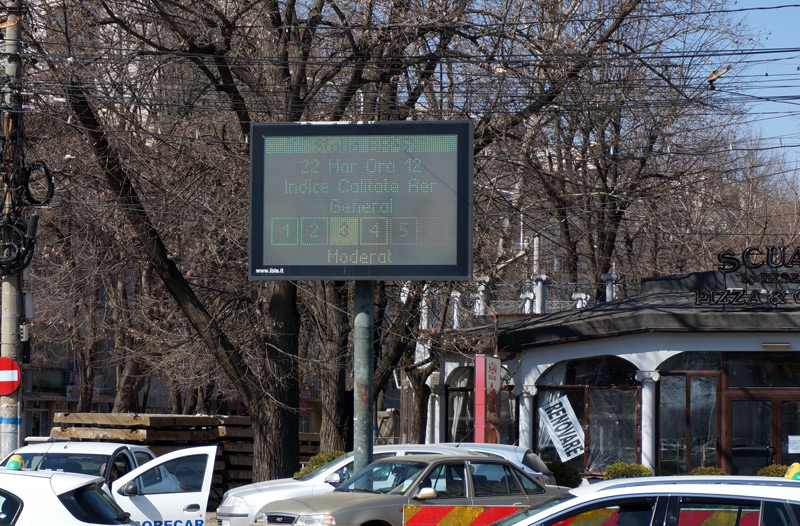 22 Mar Ora 12
Indice Calitate Aer
General
1 2 3 4 5
Moderat
www.ible.it
SCUA
PIZZA &
RENOVARE